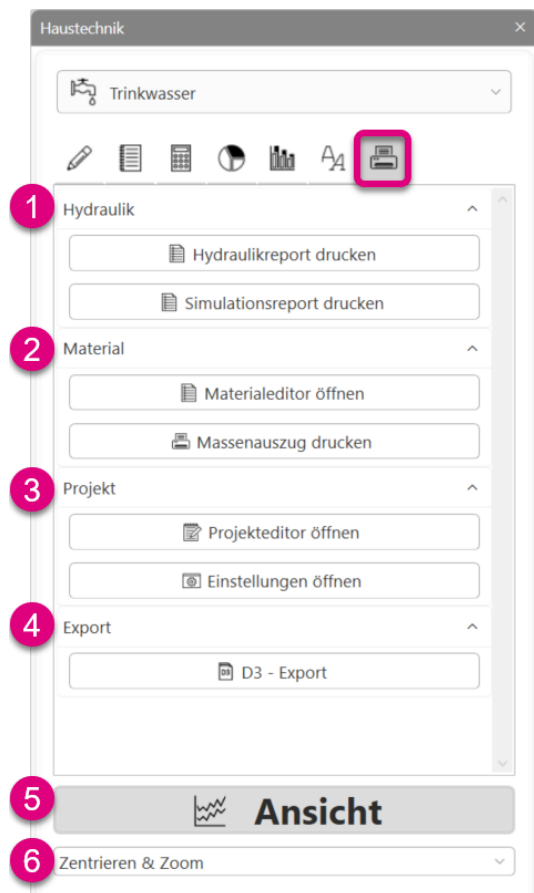 Haustechnik
Trinkwasser
1 Hydraulik
Hydraulikreport drucken
Simulationsreport drucken
2 Material
Materialeditor öffnen
Massenauszug drucken
3 Projekt
Projekteditor öffnen
Einstellungen öffnen
4 Export
D3 D3 - Export
5 Ansicht
6 Zentrieren & Zoom